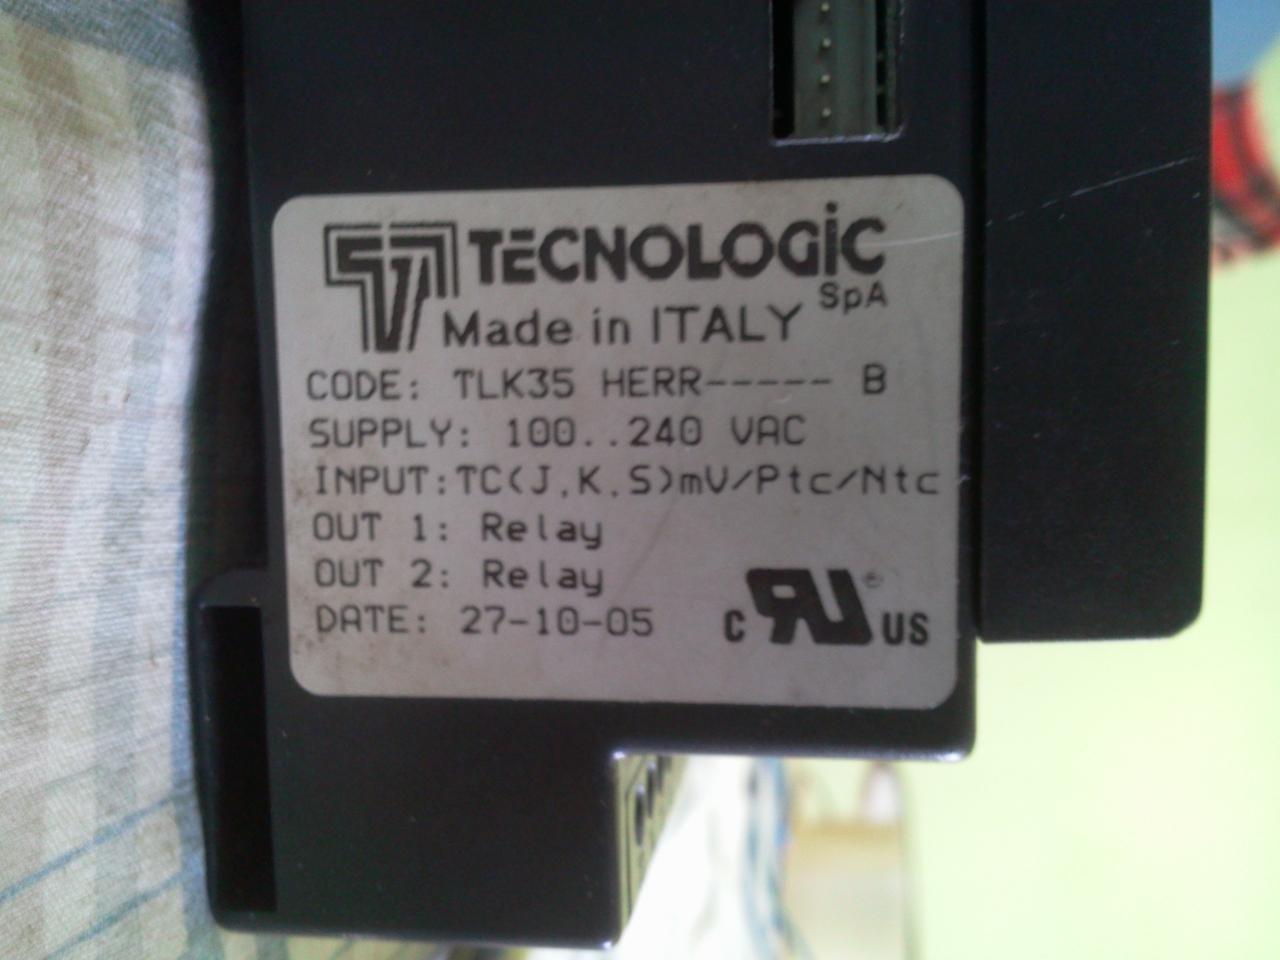 TECNOLOGIC
SpA
Made in ITALY
CODE: TLK35 HERR----- B
SUPPLY: 100..240 VAC
INPUT:TC(J,K,S)mV/Ptc/Ntc
OUT 1: Relay
OUT 2: Relay
DATE: 27-10-05
C RU ® US